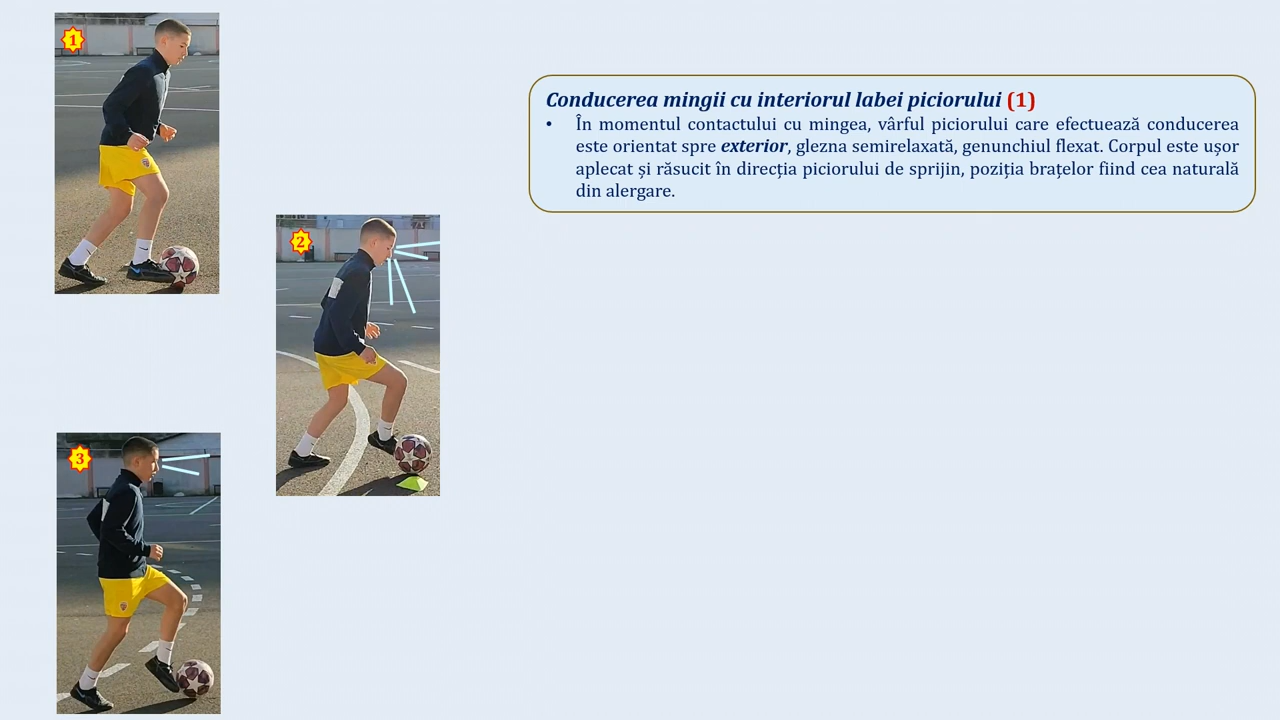 1
Conducerea mingii cu interiorul labei piciorului (1)
• În momentul contactului cu mingea, vârful piciorului care efectuează conducerea
este orientat spre exterior, glezna semirelaxată, genunchiul flexat. Corpul este ușor
aplecat și răsucit în direcția piciorului de sprijin, poziția brațelor fiind cea naturală
din alergare.
2
3